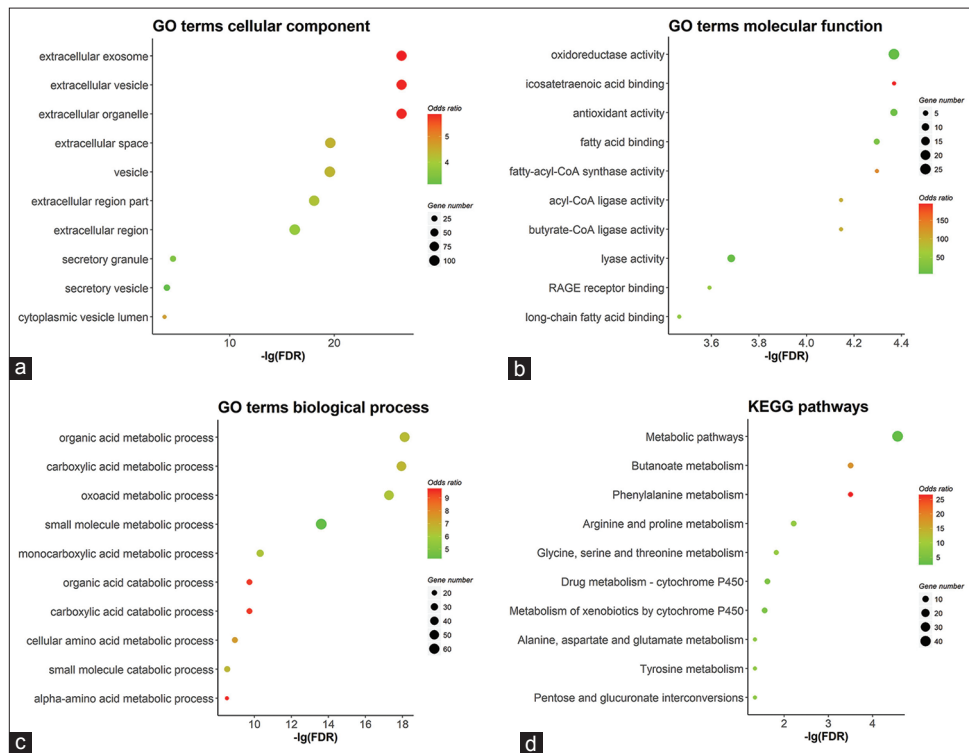 GO terms cellular component
extracellular exosome
extracellular vesicle
extracellular organelle
extracellular space
vesicle
extracellular region part
extracellular region
secretory granule
secretory vesicle
cytoplasmic vesicle lumen
10
20
-lg(FDR)
Odds ratio
5
4
Gene number
25
50
75
100
a
GO terms molecular function
oxidoreductase activity
icosatetraenoic acid binding
antioxidant activity
fatty acid binding
fatty-acyl-CoA synthase activity
acyl-CoA ligase activity
butyrate-CoA ligase activity
lyase activity
RAGE receptor binding
long-chain fatty acid binding
3.6
3.8
4.0
4.2
4.4
-lg(FDR)
Gene number
5
10
15
20
25
Odds ratio
150
100
50
b
GO terms biological process
organic acid metabolic process
carboxylic acid metabolic process
oxoacid metabolic process
small molecule metabolic process
monocarboxylic acid metabolic process
organic acid catabolic process
carboxylic acid catabolic process
cellular amino acid metabolic process
small molecule catabolic process
alpha-amino acid metabolic process
10
12
14
16
18
-lg(FDR)
Odds ratio
9
8
7
6
5
Gene number
20
30
40
50
60
c
KEGG pathways
Metabolic pathways
Butanoate metabolism
Phenylalanine metabolism
Arginine and proline metabolism
Glycine, serine and threonine metabolism
Drug metabolism - cytochrome P450
Metabolism of xenobiotics by cytochrome P450
Alanine, aspartate and glutamate metabolism
Tyrosine metabolism
Pentose and glucuronate interconversions
2
3
4
-lg(FDR)
Odds ratio
25
20
15
10
5
Gene number
10
20
30
40
d